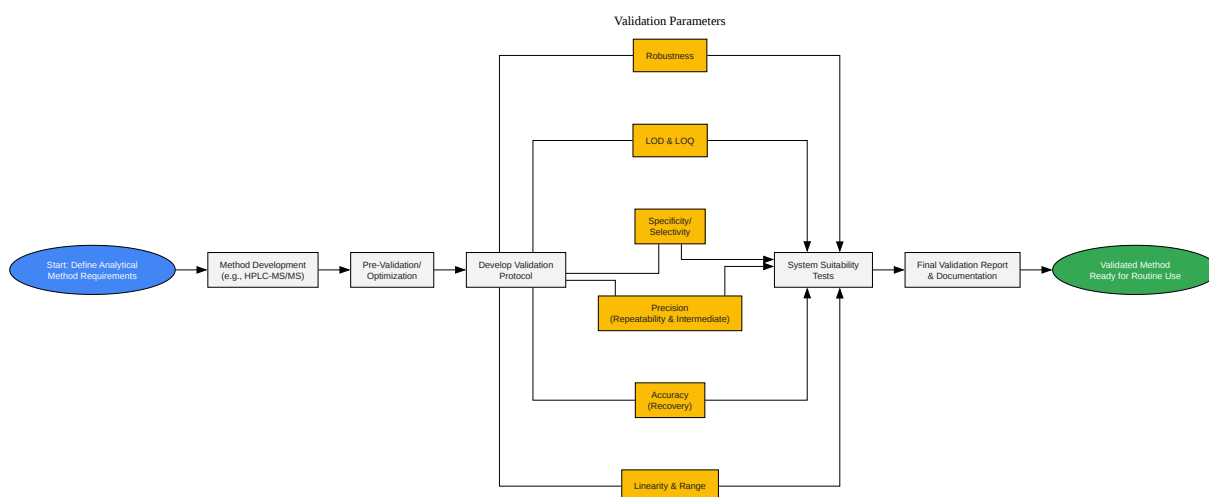 Validation Parameters
Robustness
LOD & LOQ
Specificity/
Selectivity
Start: Define Analytical
Method Requirements
Method Development
(e.g., HPLC-MS/MS)
Pre-Validation/
Optimization
Develop Validation
Protocol
System Suitability
Tests
Final Validation Report
& Documentation
Validated Method
Ready for Routine Use
Precision
(Repeatability & Intermediate)
Accuracy
(Recovery)
Linearity & Range